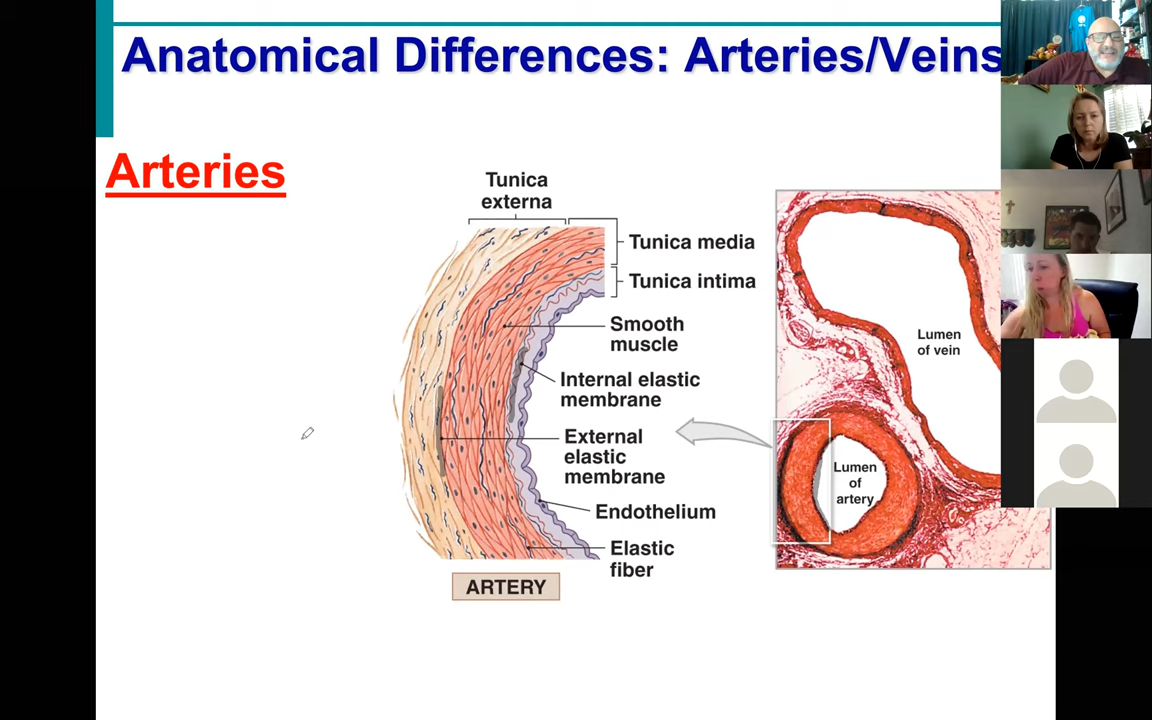 Anatomical Differences: Arteries/Veins
Arteries
Tunica
externa
Tunica media
Tunica intima
Smooth
muscle
Internal elastic
membrane
External
elastic
membrane
Endothelium
Elastic
fiber
ARTERY
Lumen
of vein
Lumen
of
artery